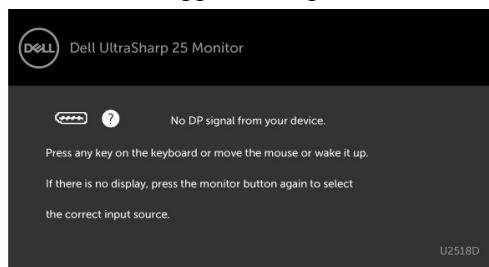 DELL Dell UltraSharp 25 Monitor
? No DP signal from your device.
Press any key on the keyboard or move the mouse or wake it up.
If there is no display, press the monitor button again to select
the correct input source.
U2518D